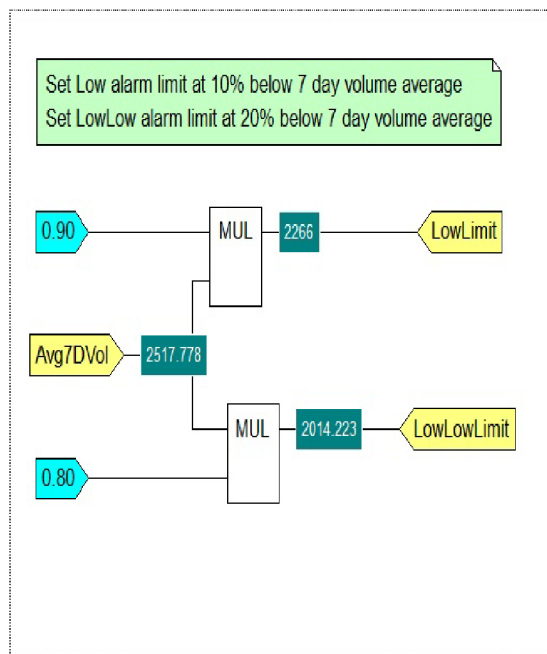 Set Low alarm limit at 10% below 7 day volume average
Set LowLow alarm limit at 20% below 7 day volume average
0.90
MUL
2266
LowLimit
Avg7DVol
2517.778
MUL
2014.223
LowLowLimit
0.80